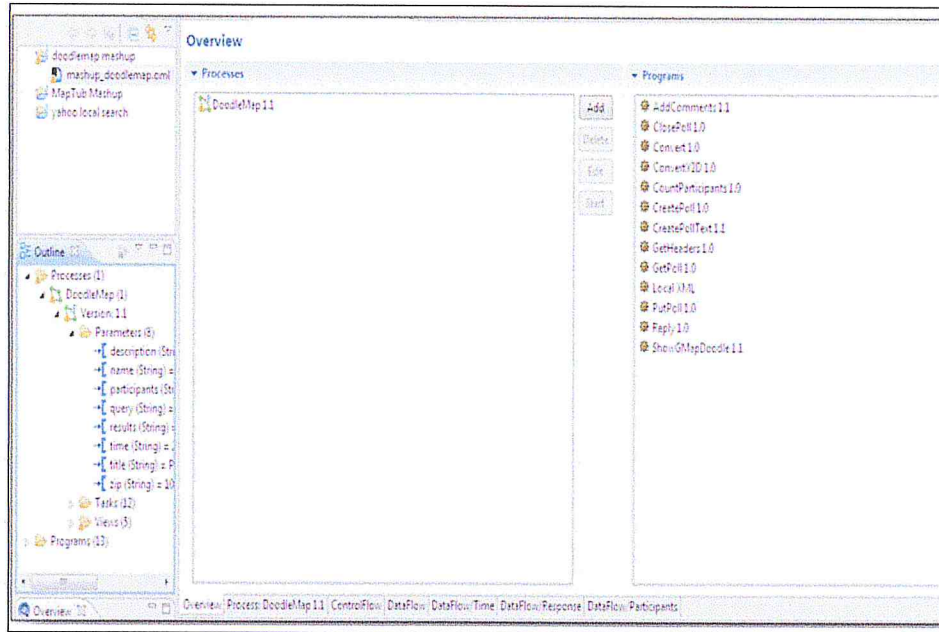 doodlemap mashup
mashup_doodlemap.oml
MapTub Mashup
yahoo local search
Outline
Processes (1)
DoodleMap (1)
Version: 1.1
Parameters (8)
description (Stri
name (String) =
participants (Stri
query (String) =
results (String) =
time (String) =
title (String) = P
zip (String) = 10
Tasks (12)
Views (5)
Programs (13)
Overview
Overview
Processes
DoodleMap 1.1
Add
Delete
Edit
Start
Programs
AddComments 1.1
ClosePoll 1.0
Convert 1.0
ConvertX2D 1.0
CountParticipants 1.0
CreatePoll 1.0
CreatePollText 1.1
GetHeaders 1.0
GetPoll 1.0
Local XML
PutPoll 1.0
Reply 1.0
ShowGMapDoodle 1.1
Overview Process: DoodleMap 1.1 ControlFlow DataFlow DataFlow/Time DataFlow/Response DataFlow/Participants